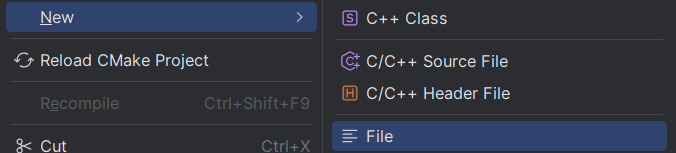 New
Reload CMake Project
Recompile Ctrl+Shift+F9
Cut Ctrl+X
S C++ Class
C/C++ Source File
H C/C++ Header File
File